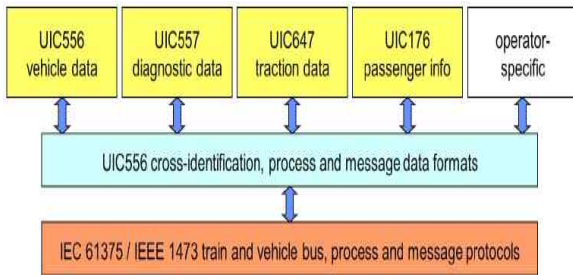 UIC556
vehicle data
UIC557
diagnostic data
UIC647
traction data
UIC176
passenger info
operator-
specific
UIC556 cross-identification, process and message data formats
IEC 61375 / IEEE 1473 train and vehicle bus, process and message protocols